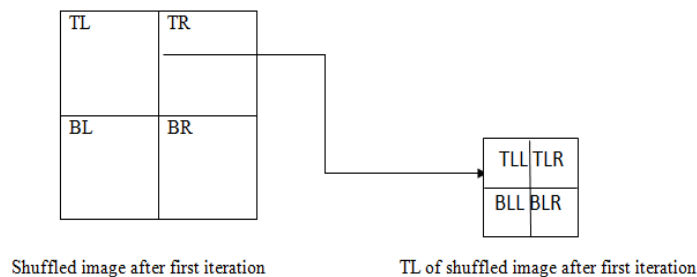 TL TR
BL BR
TLL TLR
BLL BLR
Shuffled image after first iteration
TL of shuffled image after first iteration